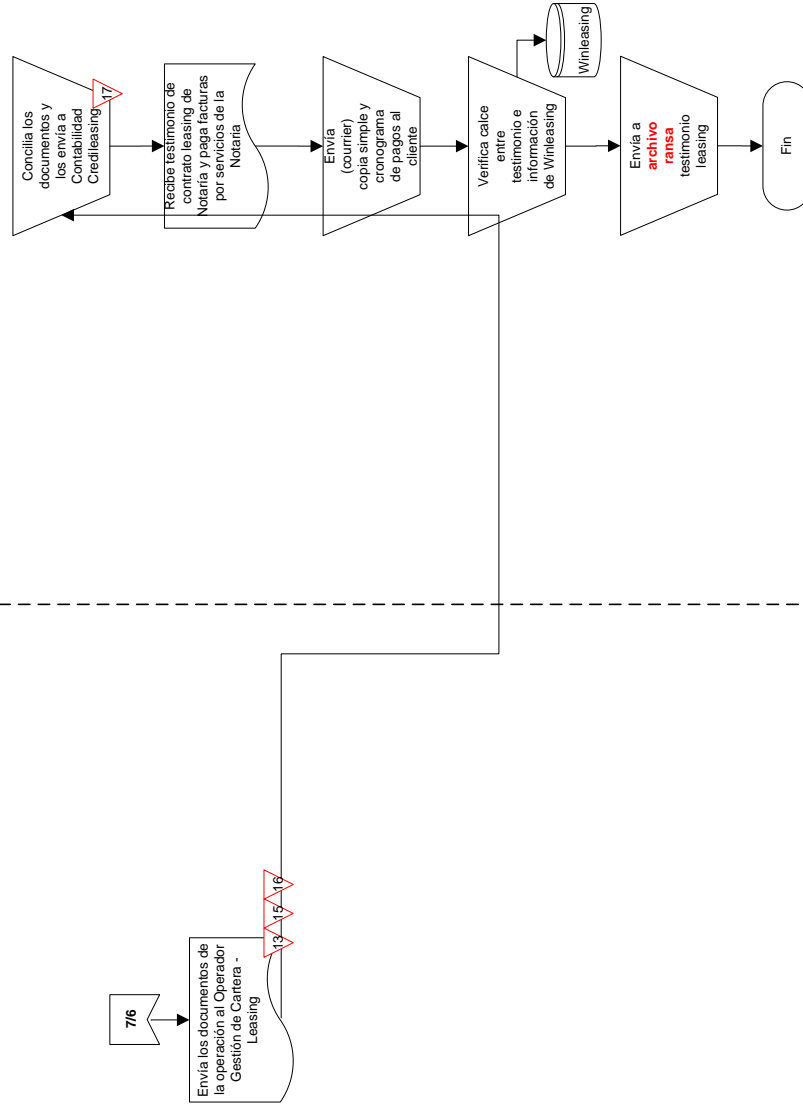 7/6
Envía los documentos de
la operación al Operador
Gestión de Cartera -
Leasing
13
15
16
Concilia los
documentos y
los envía a
Contabilidad
Credileasing
17
Recibe testimonio de
contrato leasing de
Notaría y paga facturas
por servicios de la
Notaria
Envía
(courrier)
copia simple y
cronograma
de pagos al
cliente
Verifica calce
entre
testimonio e
información
de Winleasing
Winleasing
Envía a
archivo
ransa
testimonio
leasing
Fin